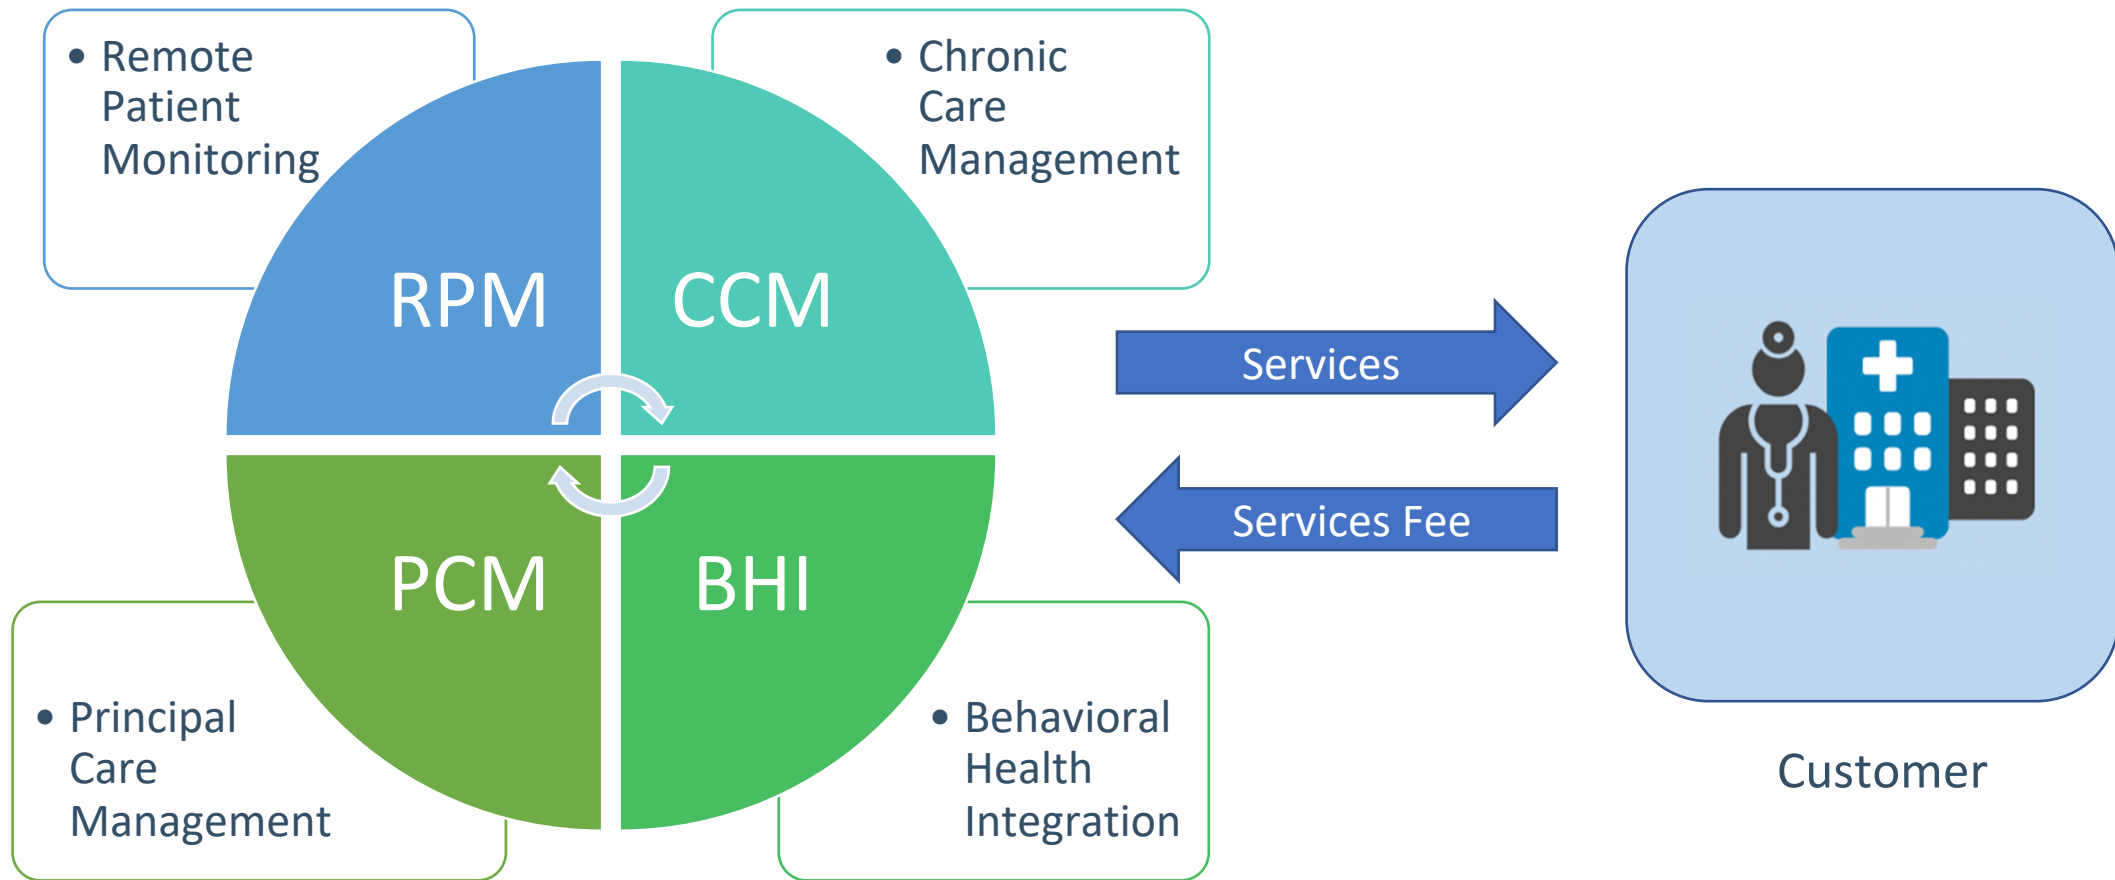 • Remote
Patient
Monitoring
• Chronic
Care
Management
RPM
CCM
Services
Services Fee
PCM
BHI
• Principal
Care
Management
• Behavioral
Health
Integration
Customer